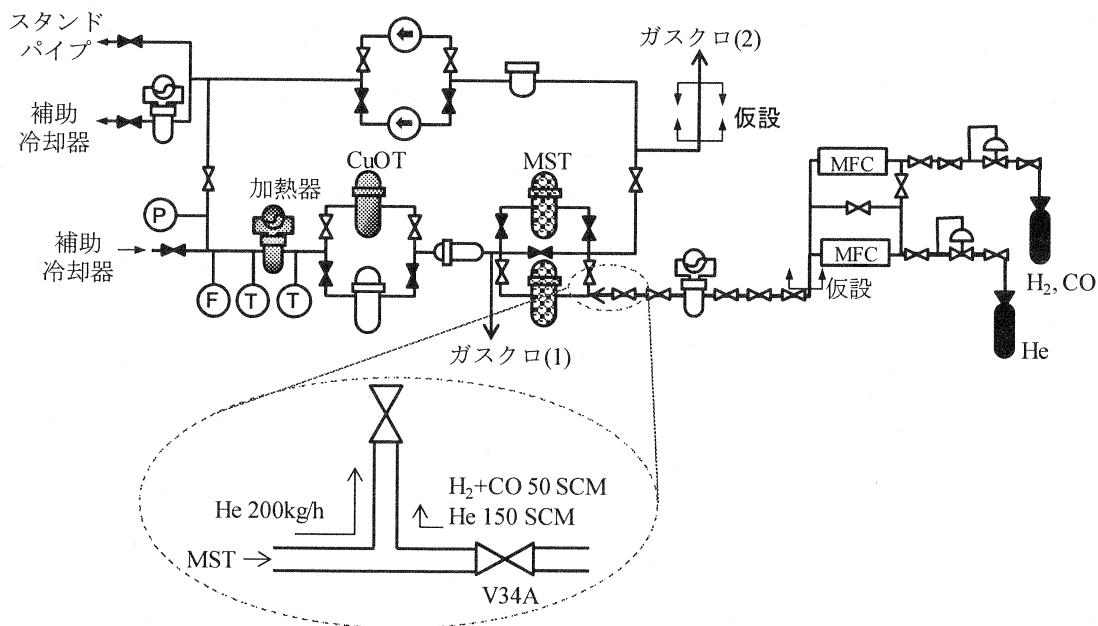 スタンド
パイプ
補助
冷却器
ガスクロ(2)
仮設
CuOT
MST
加熱器
MFC
P
補助
冷却器
MFC
仮設
H₂, CO
F
T
T
ガスクロ(1)
He
He 200kg/h
H₂+CO 50 SCM
He 150 SCM
MST
V34A